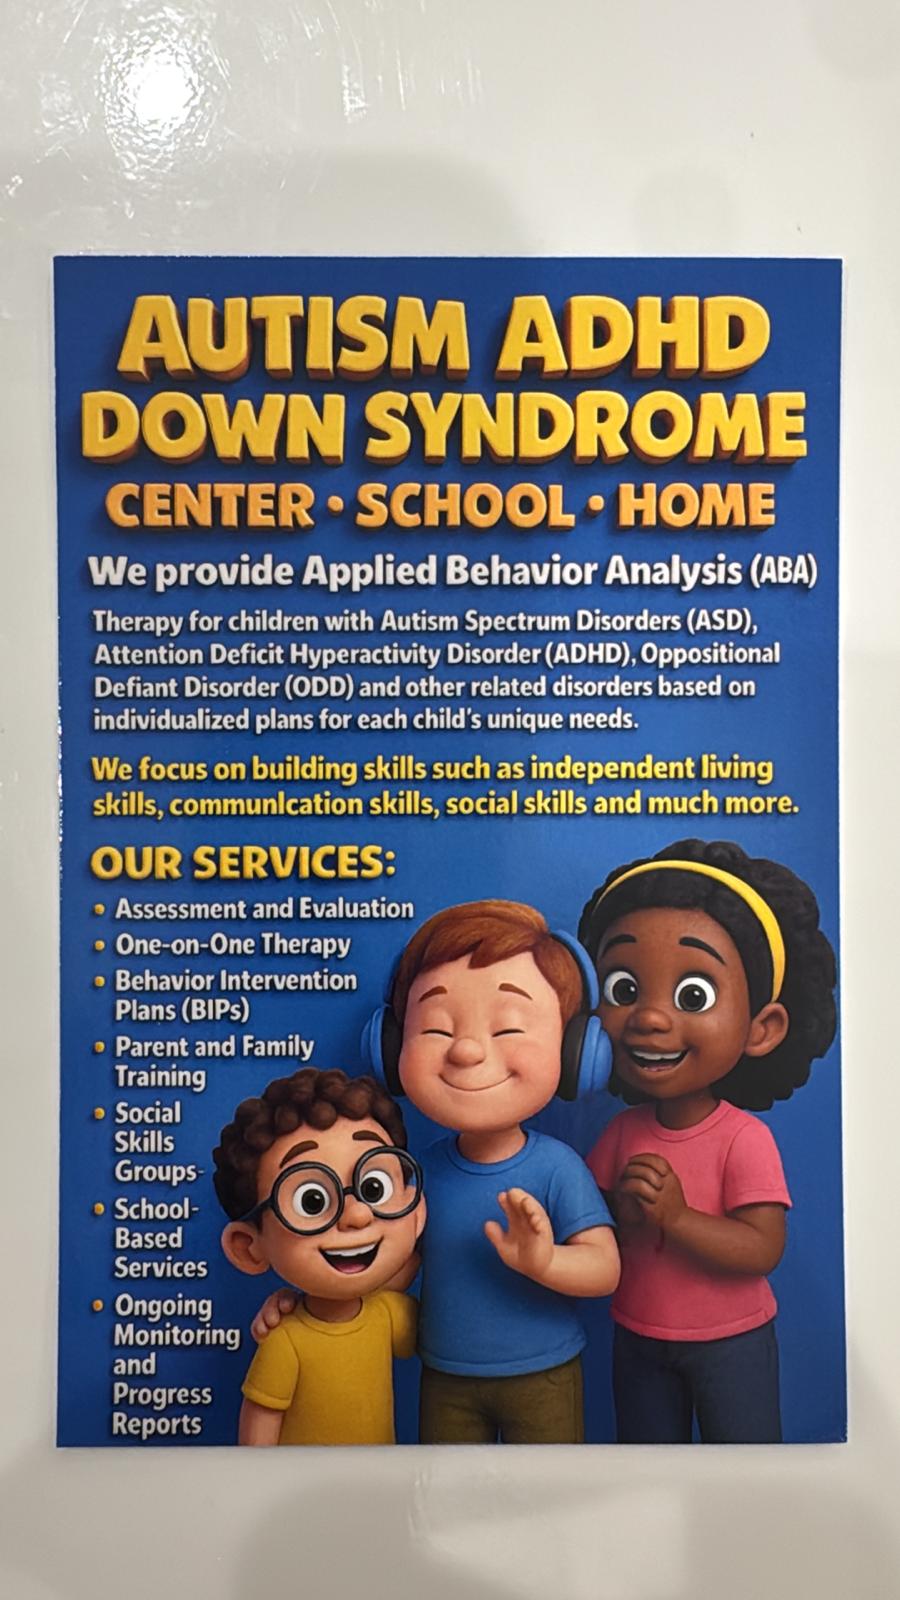 AUTISM ADHD
DOWN SYNDROME
CENTER • SCHOOL • HOME
We provide Applied Behavior Analysis (ABA)
Therapy for children with Autism Spectrum Disorders (ASD),
Attention Deficit Hyperactivity Disorder (ADHD), Oppositional
Defiant Disorder (ODD) and other related disorders based on
individualized plans for each child's unique needs.
We focus on building skills such as independent living
skills, communIcation skills, social skills and much more.
OUR SERVICES:
• Assessment and Evaluation
• One-on-One Therapy
• Behavior Intervention
Plans (BIPs)
• Parent and Family
Training
• Social
Skills
Groups-
• School-
Based
Services
• Ongoing
Monitoring
and
Progress
Reports